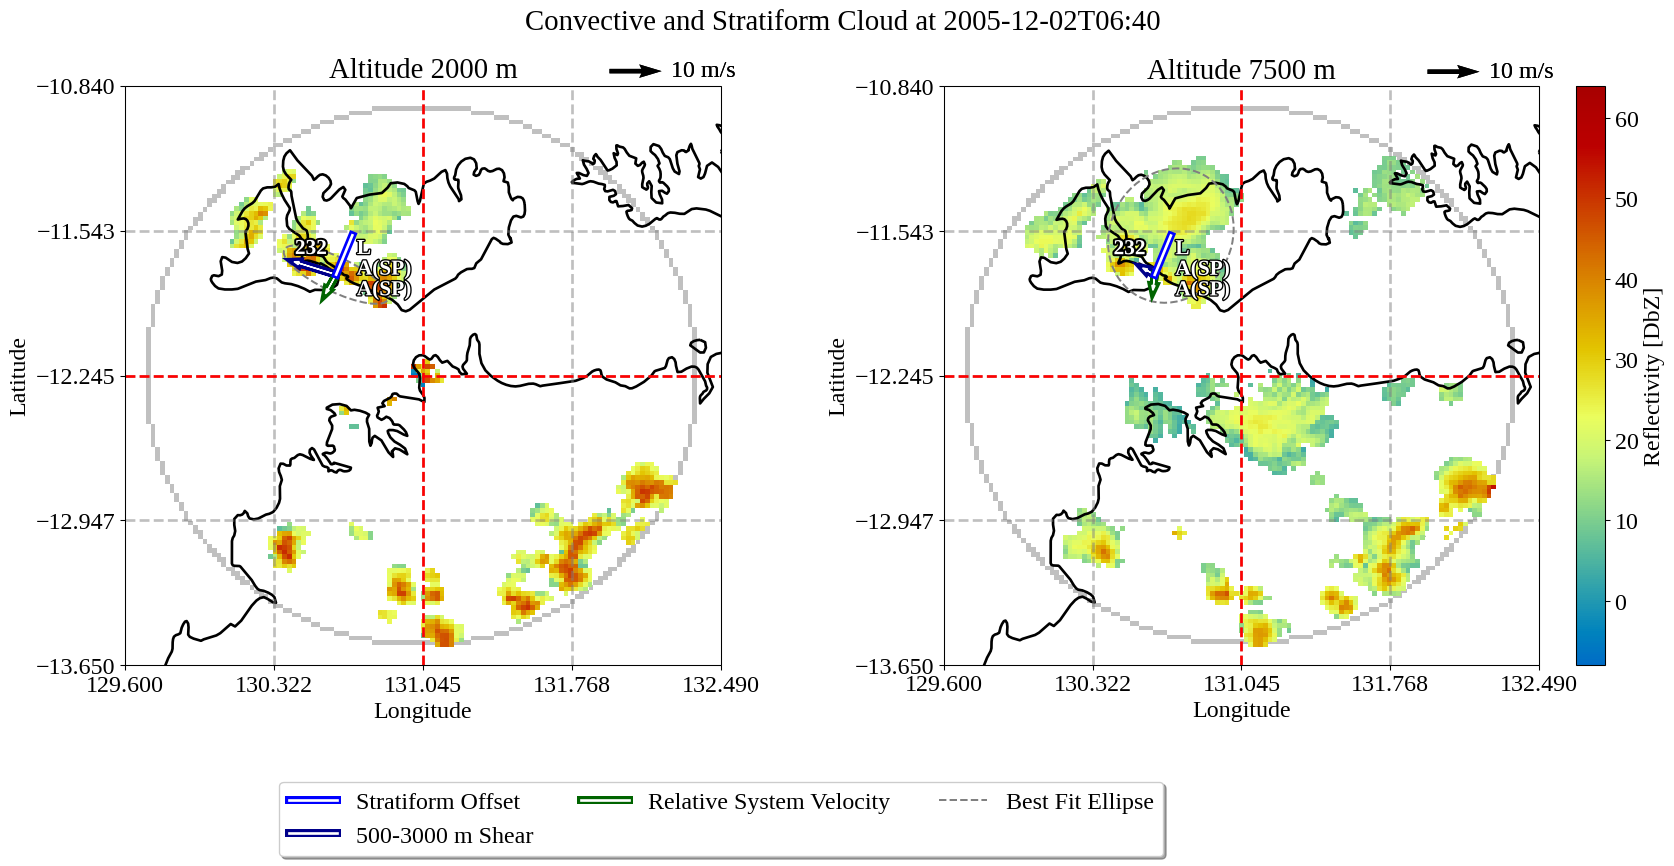 Convective and Stratiform Cloud at 2005-12-02T06:40
Altitude 2000 m
10 m/s
−10.840
−11.543
−12.245
−12.947
−13.650
129.600
130.322
131.045
131.768
132.490
Longitude
Latitude
232
L
A(SP)
A(SP)
Altitude 7500 m
10 m/s
−10.840
−11.543
−12.245
−12.947
−13.650
129.600
130.322
131.045
131.768
132.490
Longitude
Latitude
232
L
A(SP)
A(SP)
60
50
40
30
20
10
0
Reflectivity [DbZ]
Stratiform Offset
500-3000 m Shear
Relative System Velocity
Best Fit Ellipse